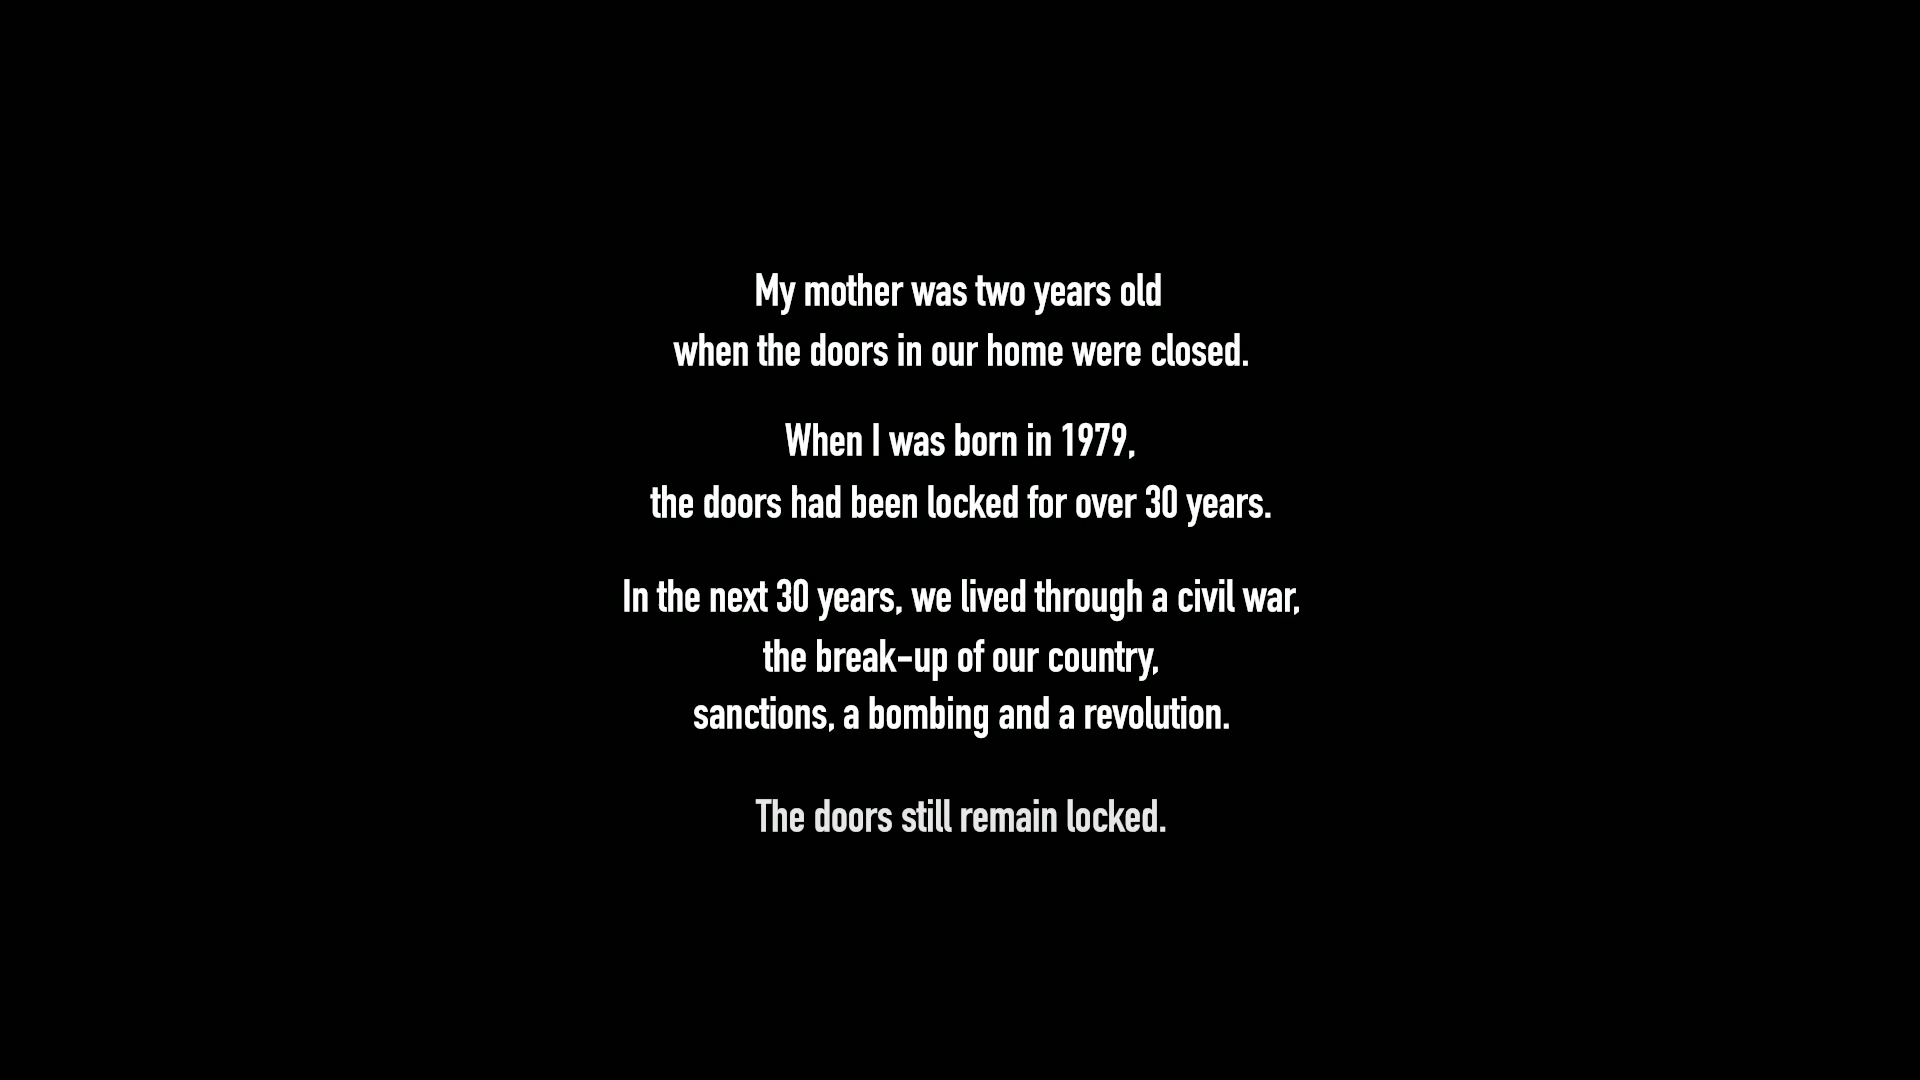 My mother was two years old
when the doors in our home were closed.
When I was born in 1979,
the doors had been locked for over 30 years.
In the next 30 years, we lived through a civil war,
the break-up of our country,
sanctions, a bombing and a revolution.
The doors still remain locked.